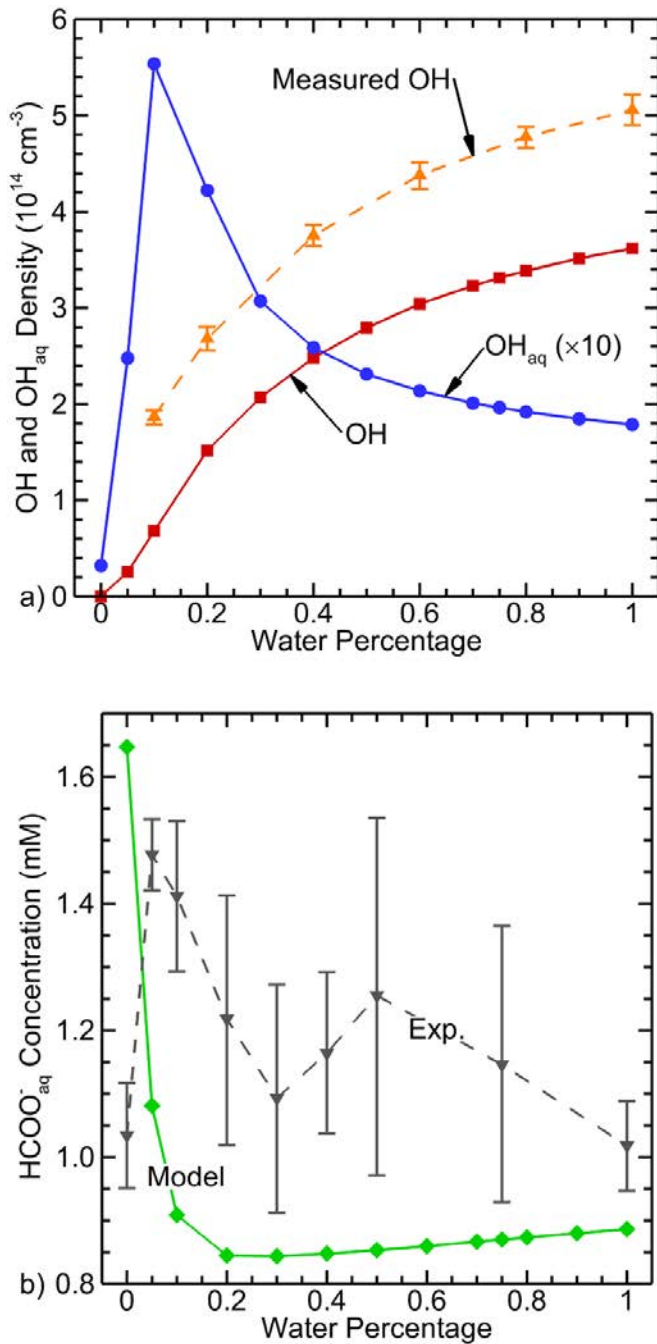 6
5
4
3
2
1
0
OH and OH_aq Density (10^14 cm^-3)
Measured OH
OH_aq (×10)
OH
a)
0 0.2 0.4 0.6 0.8 1
Water Percentage
1.6
1.4
1.2
1.0
0.8
HCOO^-_aq Concentration (mM)
Exp.
Model
b)
0 0.2 0.4 0.6 0.8 1
Water Percentage